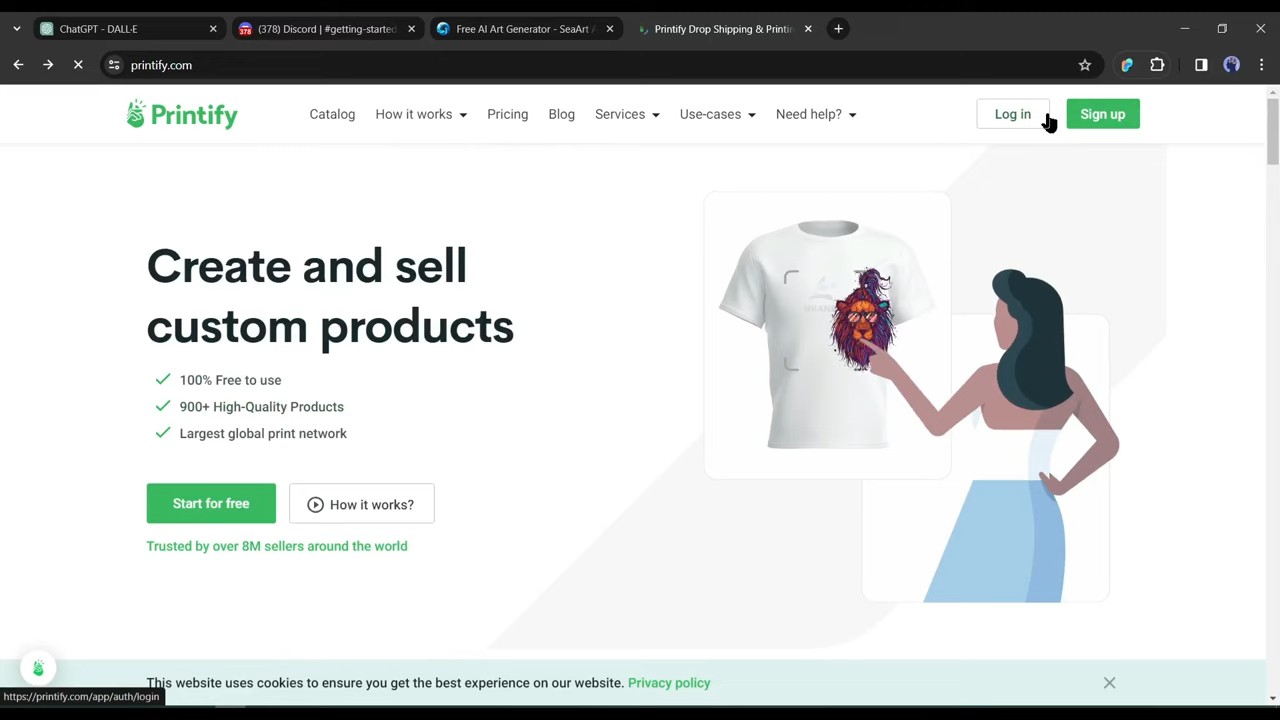 ChatGPT - DALL·E
(378) Discord | #getting-started
Free AI Art Generator - SeaArt A
Printify Drop Shipping & Printin
printify.com
Printify
Catalog
How it works
Pricing
Blog
Services
Use-cases
Need help?
Log in
Sign up
Create and sell
custom products
100% Free to use
900+ High-Quality Products
Largest global print network
Start for free
How it works?
Trusted by over 8M sellers around the world
This website uses cookies to ensure you get the best experience on our website. Privacy policy
https://printify.com/app/auth/login